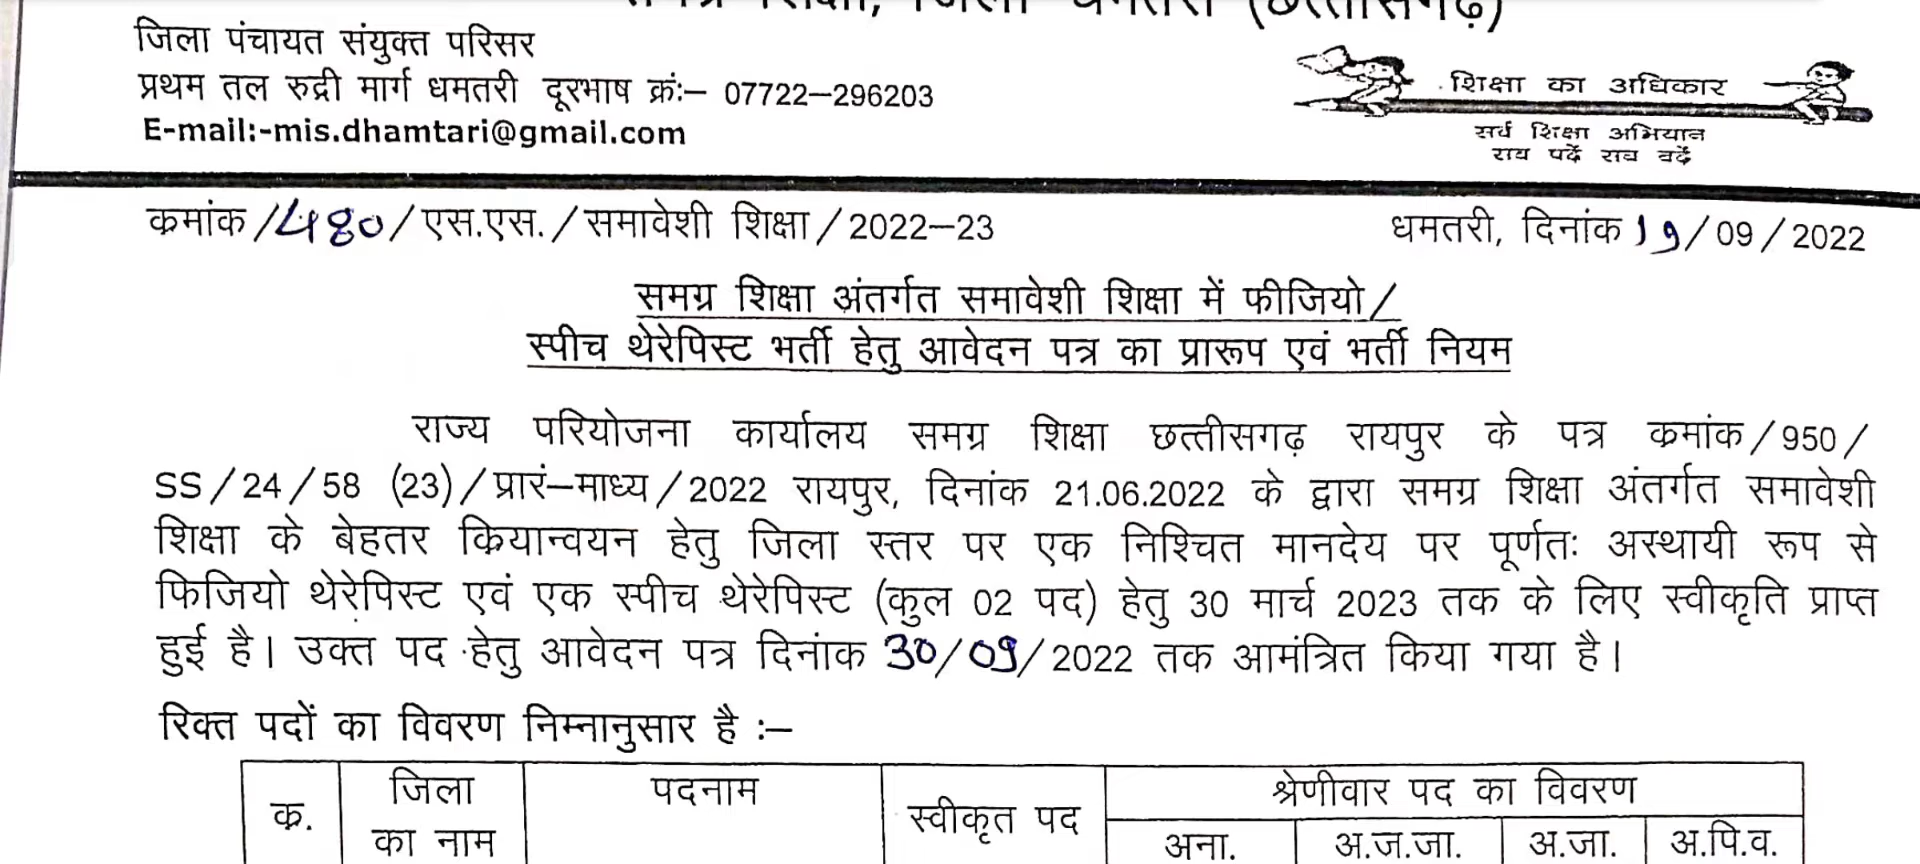 समग्र शिक्षा, जिला धमतरी (छत्तीसगढ़)
जिला पंचायत संयुक्त परिसर
प्रथम तल रुद्री मार्ग धमतरी दूरभाष क्रंः– 07722–296203
E-mail:-mis.dhamtari@gmail.com
शिक्षा का अधिकार
सर्व शिक्षा अभियान
क्रमांक/480/एस.एस./समावेशी शिक्षा/2022–23 धमतरी, दिनांक 19/09/2022
समग्र शिक्षा अंतर्गत समावेशी शिक्षा में फीजियो/
स्पीच थेरेपिस्ट भर्ती हेतु आवेदन पत्र का प्रारूप एवं भर्ती नियम
राज्य परियोजना कार्यालय समग्र शिक्षा छत्तीसगढ़ रायपुर के पत्र क्रमांक/950/
SS/24/58 (23)/प्रारं–माध्य/2022 रायपुर, दिनांक 21.06.2022 के द्वारा समग्र शिक्षा अंतर्गत समावेशी
शिक्षा के बेहतर क्रियान्वयन हेतु जिला स्तर पर एक निश्चित मानदेय पर पूर्णतः अस्थायी रूप से
फिजियो थेरेपिस्ट एवं एक स्पीच थेरेपिस्ट (कुल 02 पद) हेतु 30 मार्च 2023 तक के लिए स्वीकृति प्राप्त
हुई है। उक्त पद हेतु आवेदन पत्र दिनांक 30/09/2022 तक आमंत्रित किया गया है।
रिक्त पदों का विवरण निम्नानुसार है :–
क्र. जिला का नाम पदनाम स्वीकृत पद श्रेणीवार पद का विवरण
अना. अ.ज.जा. अ.जा. अ.पि.व.